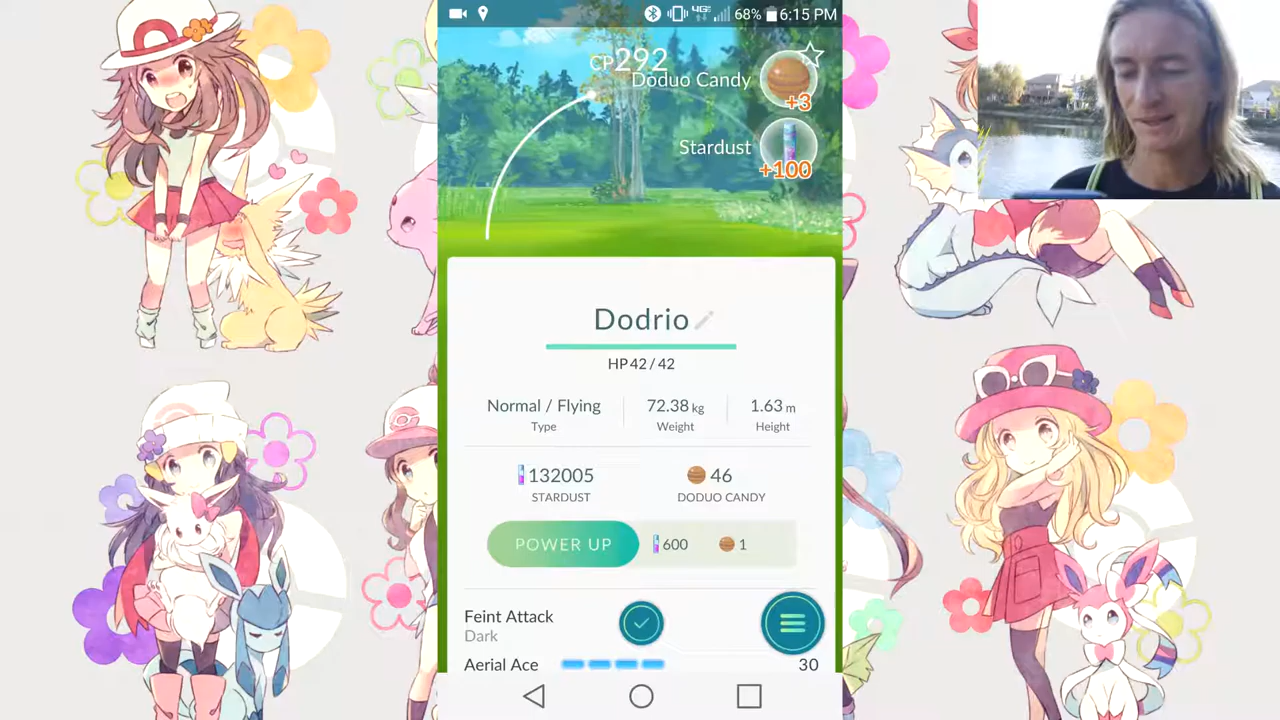 4GE 68% 6:15 PM
CP292
Doduo Candy
+3
Stardust
+100
Dodrio
HP 42 / 42
Normal / Flying 72.38 kg 1.63 m
Type Weight Height
132005 46
STARDUST DODUO CANDY
POWER UP 600 1
Feint Attack
Dark
Aerial Ace 30